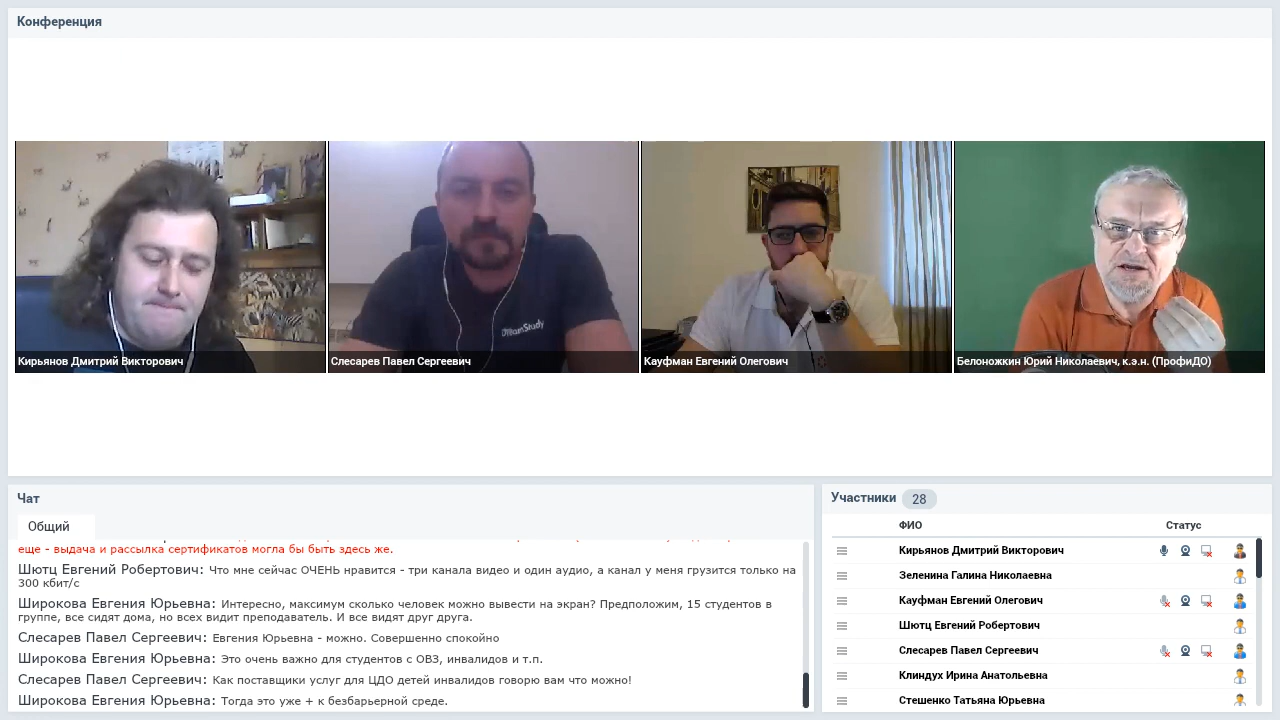 Конференция
Кирьянов Дмитрий Викторович
Слесарев Павел Сергеевич
Кауфман Евгений Олегович
Белоножкин Юрий Николаевич, к.э.н. (ПрофиДО)
Чат
Общий
еще - выдача и рассылка сертификатов могла бы быть здесь же.
Шютц Евгений Робертович: Что мне сейчас ОЧЕНЬ нравится - три канала видео и один аудио, а канал у меня грузится только на
300 кбит/с
Широкова Евгения Юрьевна: Интересно, максимум сколько человек можно вывести на экран? Предположим, 15 студентов в
группе, все сидят дома, но всех видит преподаватель. И все видят друг друга.
Слесарев Павел Сергеевич: Евгения Юрьевна - можно. Совершенно спокойно
Широкова Евгения Юрьевна: Это очень важно для студентов с ОВЗ, инвалидов и т.п.
Слесарев Павел Сергеевич: Как поставщики услуг для ЦДО детей инвалидов говорю вам что можно!
Широкова Евгения Юрьевна: Тогда это уже + к безбарьерной среде.
Участники 28
ФИО Статус
Кирьянов Дмитрий Викторович
Зеленина Галина Николаевна
Кауфман Евгений Олегович
Шютц Евгений Робертович
Слесарев Павел Сергеевич
Клиндух Ирина Анатольевна
Стешенко Татьяна Юрьевна